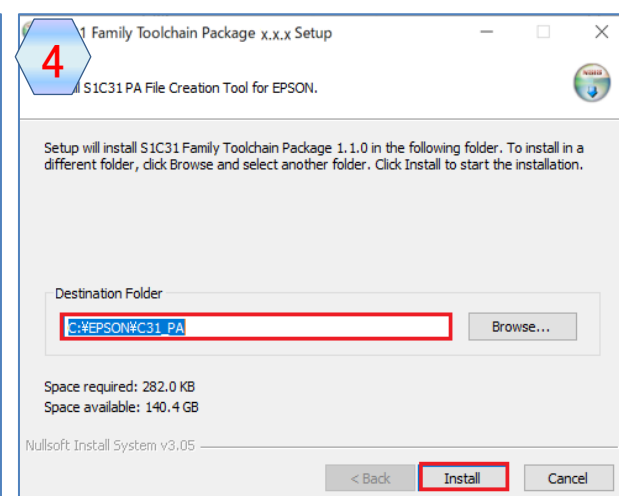 1 Family Toolchain Package x.x.x Setup
4
S1C31 PA File Creation Tool for EPSON.
Setup will install S1C31 Family Toolchain Package 1.1.0 in the following folder. To install in a
different folder, click Browse and select another folder. Click Install to start the installation.
Destination Folder
C:¥EPSON¥C31_PA
Browse...
Space required: 282.0 KB
Space available: 140.4 GB
Nullsoft Install System v3.05
< Back
Install
Cancel